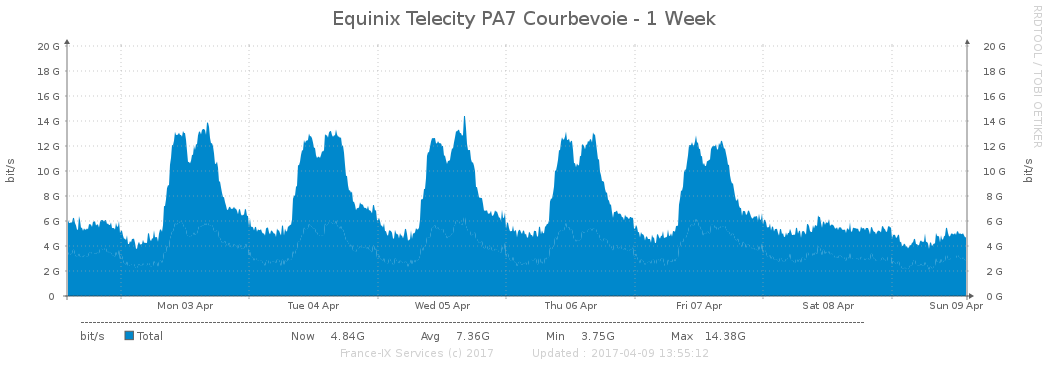 Equinix Telecity PA7 Courbevoie - 1 Week
RRDTOOL / TOBI OETIKER
20 G 20 G
18 G 18 G
16 G 16 G
14 G 14 G
12 G 12 G
10 G 10 G
8 G 8 G
6 G 6 G
4 G 4 G
2 G 2 G
0 0 G
bit/s bit/s
Mon 03 Apr Tue 04 Apr Wed 05 Apr Thu 06 Apr Fri 07 Apr Sat 08 Apr Sun 09 Apr
bit/s Total Now 4.84G Avg 7.36G Min 3.75G Max 14.38G
France-IX Services (c) 2017 Updated : 2017-04-09 13:55:12